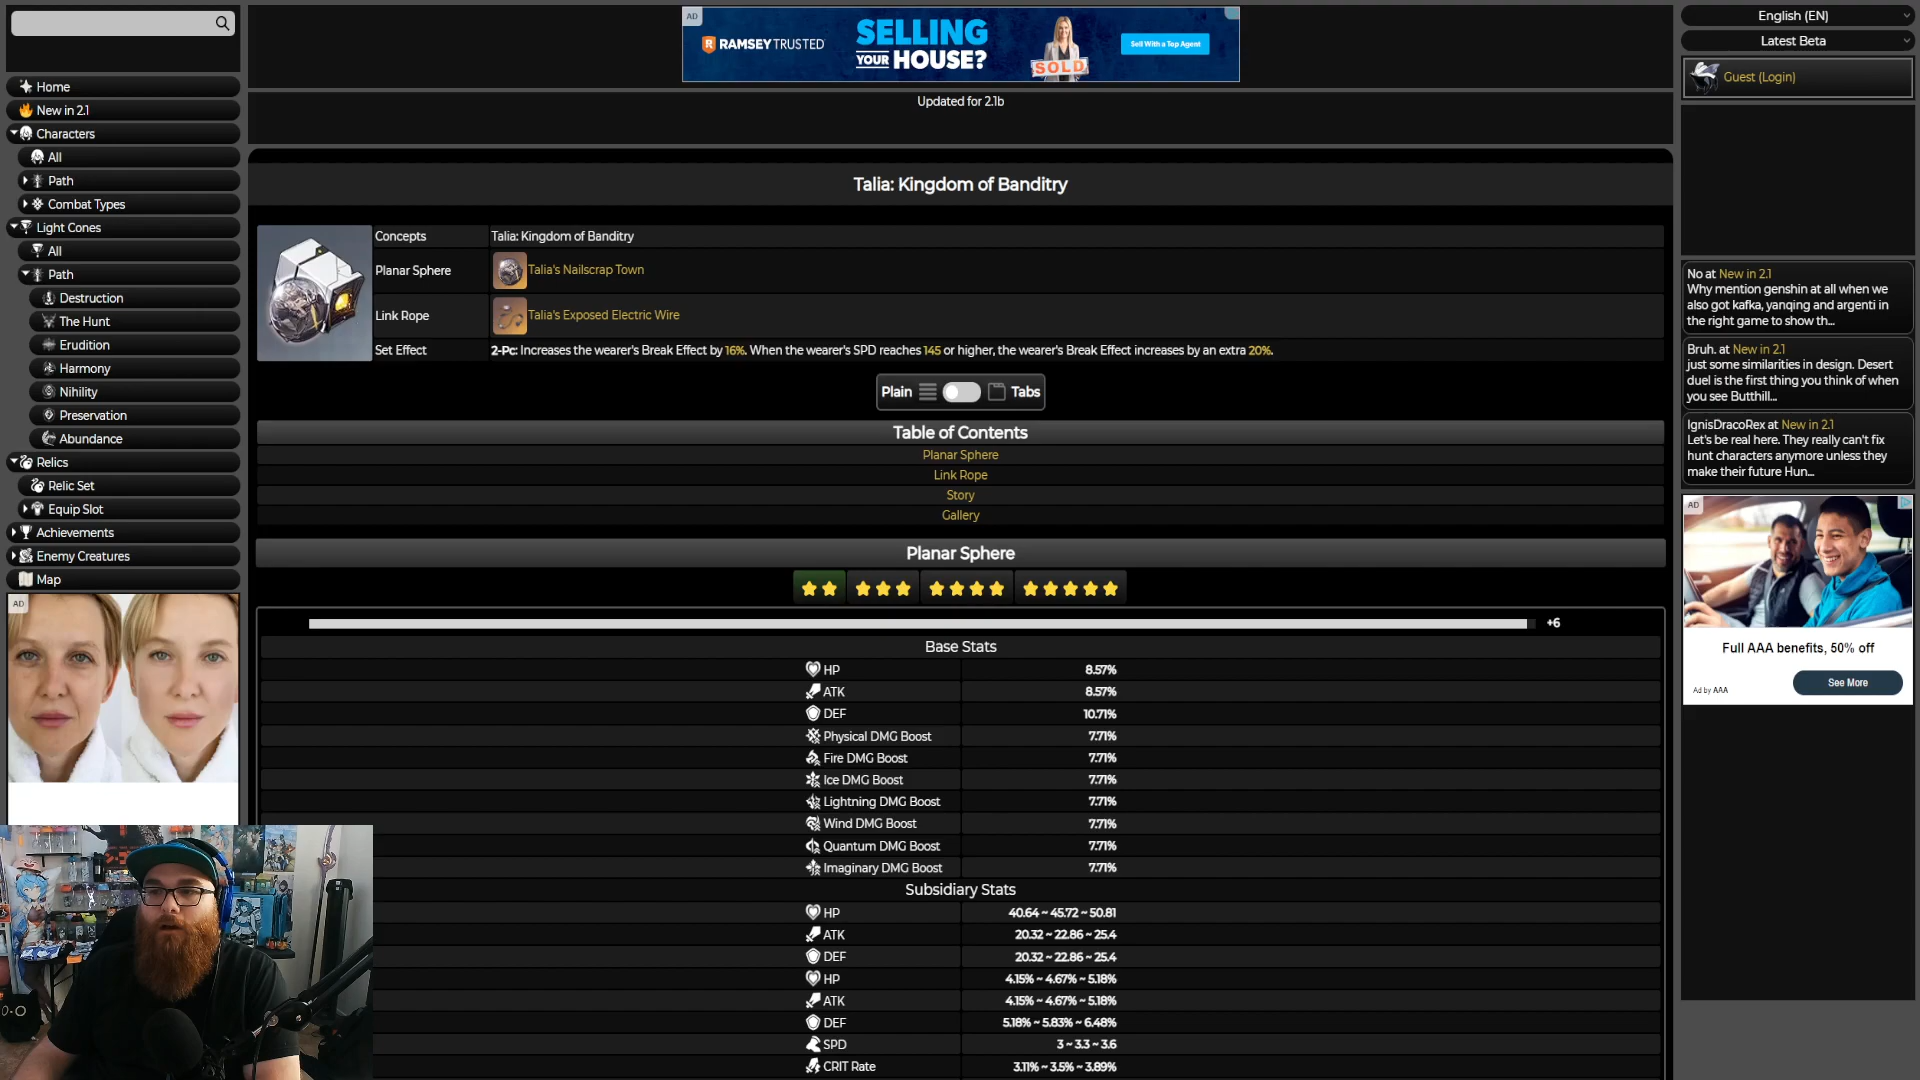 Home
New in 2.1
Characters
All
Path
Combat Types
Light Cones
All
Path
Destruction
The Hunt
Erudition
Harmony
Nihility
Preservation
Abundance
Relics
Relic Set
Equip Slot
Achievements
Enemy Creatures
Map
AD
AD
RAMSEYTRUSTED
SELLING
YOUR HOUSE?
SOLD
Sell With a Top Agent
Updated for 2.1b
Talia: Kingdom of Banditry
Concepts Talia: Kingdom of Banditry
Planar Sphere Talia's Nailscrap Town
Link Rope Talia's Exposed Electric Wire
Set Effect 2-Pc: Increases the wearer's Break Effect by 16%. When the wearer's SPD reaches 145 or higher, the wearer's Break Effect increases by an extra 20%.
Plain Tabs
Table of Contents
Planar Sphere
Link Rope
Story
Gallery
Planar Sphere
+6
Base Stats
HP 8.57%
ATK 8.57%
DEF 10.71%
Physical DMG Boost 7.71%
Fire DMG Boost 7.71%
Ice DMG Boost 7.71%
Lightning DMG Boost 7.71%
Wind DMG Boost 7.71%
Quantum DMG Boost 7.71%
Imaginary DMG Boost 7.71%
Subsidiary Stats
HP 40.64 ~ 45.72 ~ 50.81
ATK 20.32 ~ 22.86 ~ 25.4
DEF 20.32 ~ 22.86 ~ 25.4
HP 4.15% ~ 4.67% ~ 5.18%
ATK 4.15% ~ 4.67% ~ 5.18%
DEF 5.18% ~ 5.83% ~ 6.48%
SPD 3 ~ 3.3 ~ 3.6
CRIT Rate 3.11% ~ 3.5% ~ 3.89%
English (EN)
Latest Beta
Guest (Login)
No at New in 2.1
Why mention genshin at all when we
also got kafka, yanqing and argenti in
the right game to show th...
Bruh. at New in 2.1
just some similarities in design. Desert
duel is the first thing you think of when
you see Butthill...
IgnisDracoRex at New in 2.1
Let's be real here. They really can't fix
hunt characters anymore unless they
make their future Hun...
AD
Full AAA benefits, 50% off
Ad by AAA
See More